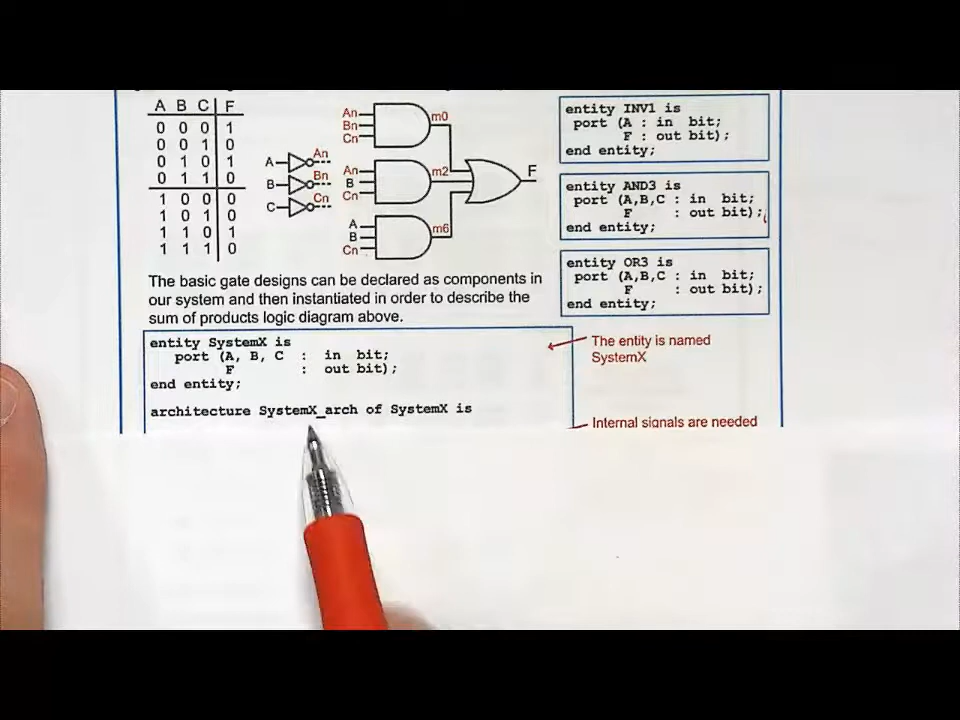 A B C F
0 0 0 1
0 0 1 0
0 1 0 1
0 1 1 0
1 0 0 0
1 0 1 0
1 1 0 1
1 1 1 0
A An
B Bn
C Cn
An
Bn
Cn
m0
An
B
Cn
m2
A
B
Cn
m6
F
entity INV1 is
port (A : in bit;
F : out bit);
end entity;
entity AND3 is
port (A,B,C : in bit;
F : out bit);
end entity;
entity OR3 is
port (A,B,C : in bit;
F : out bit);
end entity;
The basic gate designs can be declared as components in
our system and then instantiated in order to describe the
sum of products logic diagram above.
entity SystemX is
port (A, B, C : in bit;
F : out bit);
end entity;
architecture SystemX_arch of SystemX is
The entity is named
SystemX
Internal signals are needed